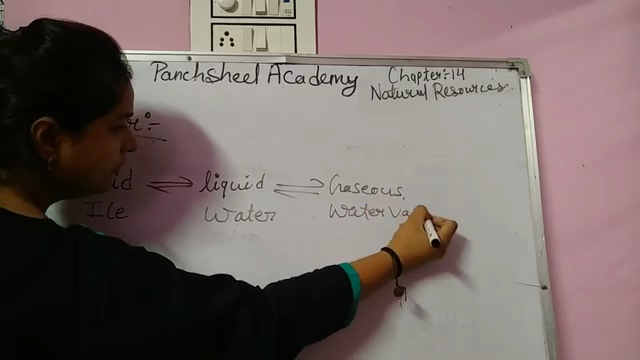 Panchsheel Academy
Chapter:-14
Natural Resources.
liquid ⇌ Gaseous,
Ice Water Water Va